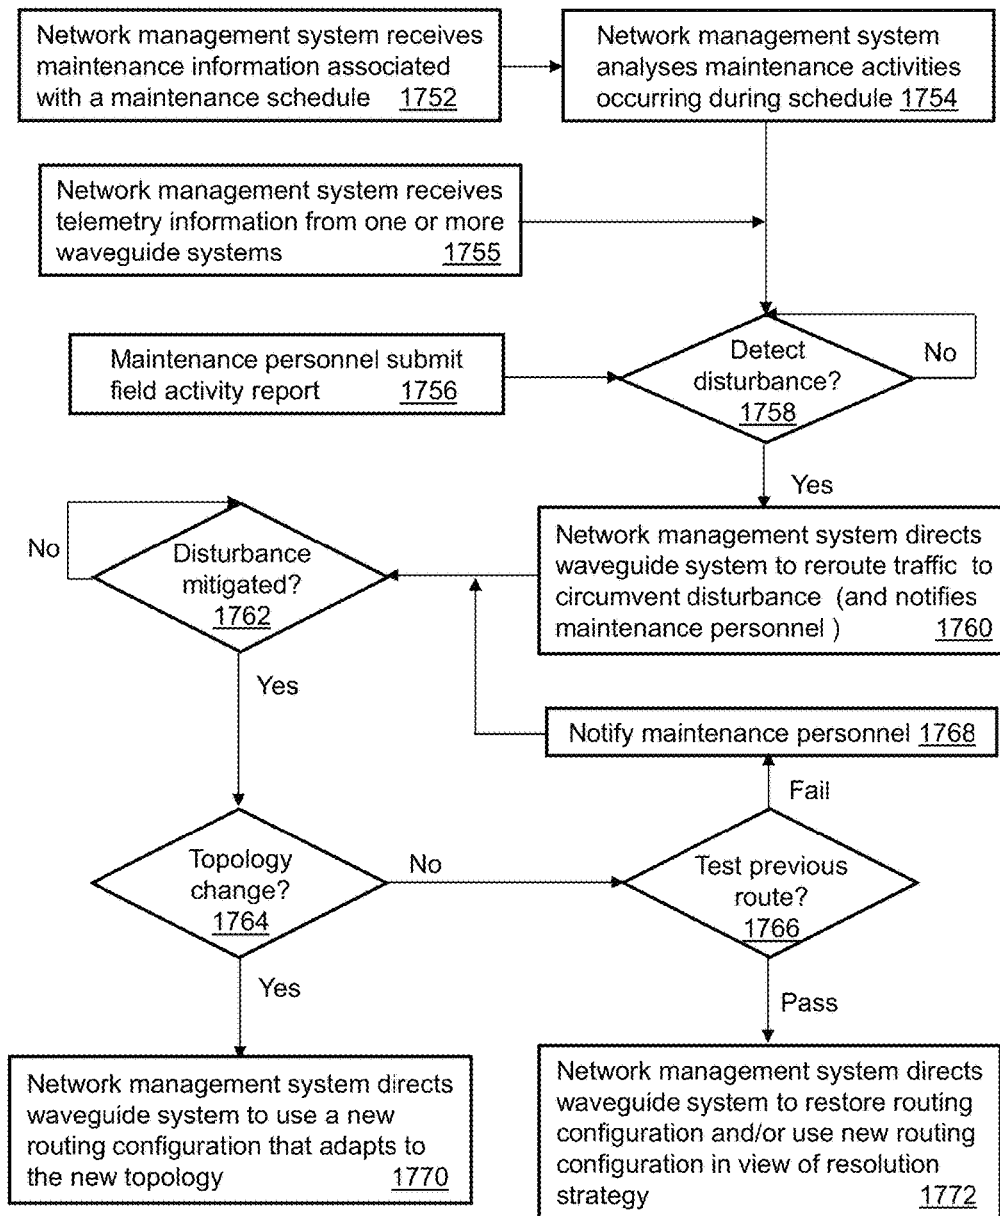 Network management system receives
maintenance information associated
with a maintenance schedule 1752
Network management system
analyses maintenance activities
occurring during schedule 1754
Network management system receives
telemetry information from one or more
waveguide systems 1755
Maintenance personnel submit
field activity report 1756
Detect
disturbance?
1758
No
Yes
No
Disturbance
mitigated?
1762
Network management system directs
waveguide system to reroute traffic to
circumvent disturbance (and notifies
maintenance personnel ) 1760
Yes
Notify maintenance personnel 1768
Fail
Topology
change?
1764
No
Test previous
route?
1766
Yes
Pass
Network management system directs
waveguide system to use a new
routing configuration that adapts to
the new topology 1770
Network management system directs
waveguide system to restore routing
configuration and/or use new routing
configuration in view of resolution
strategy 1772